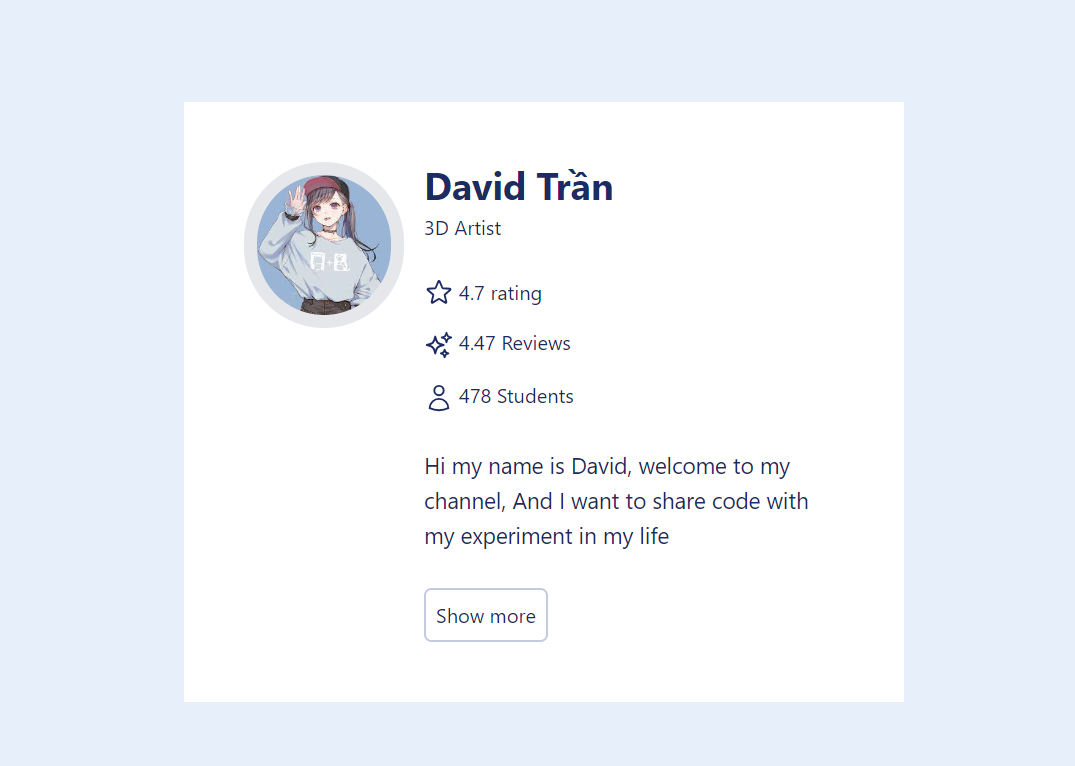 David Trần
3D Artist
4.7 rating
4.47 Reviews
478 Students
Hi my name is David, welcome to my
channel, And I want to share code with
my experiment in my life
Show more